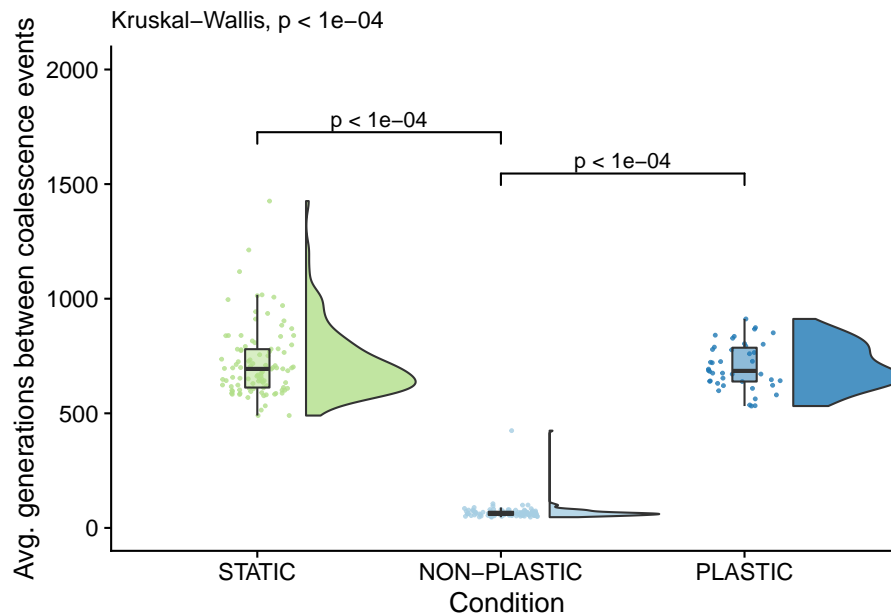 Kruskal−Wallis, p < 1e−04
2000
p < 1e−04
p < 1e−04
1500
1000
500
0
Avg. generations between coalescence events
STATIC
NON−PLASTIC
PLASTIC
Condition